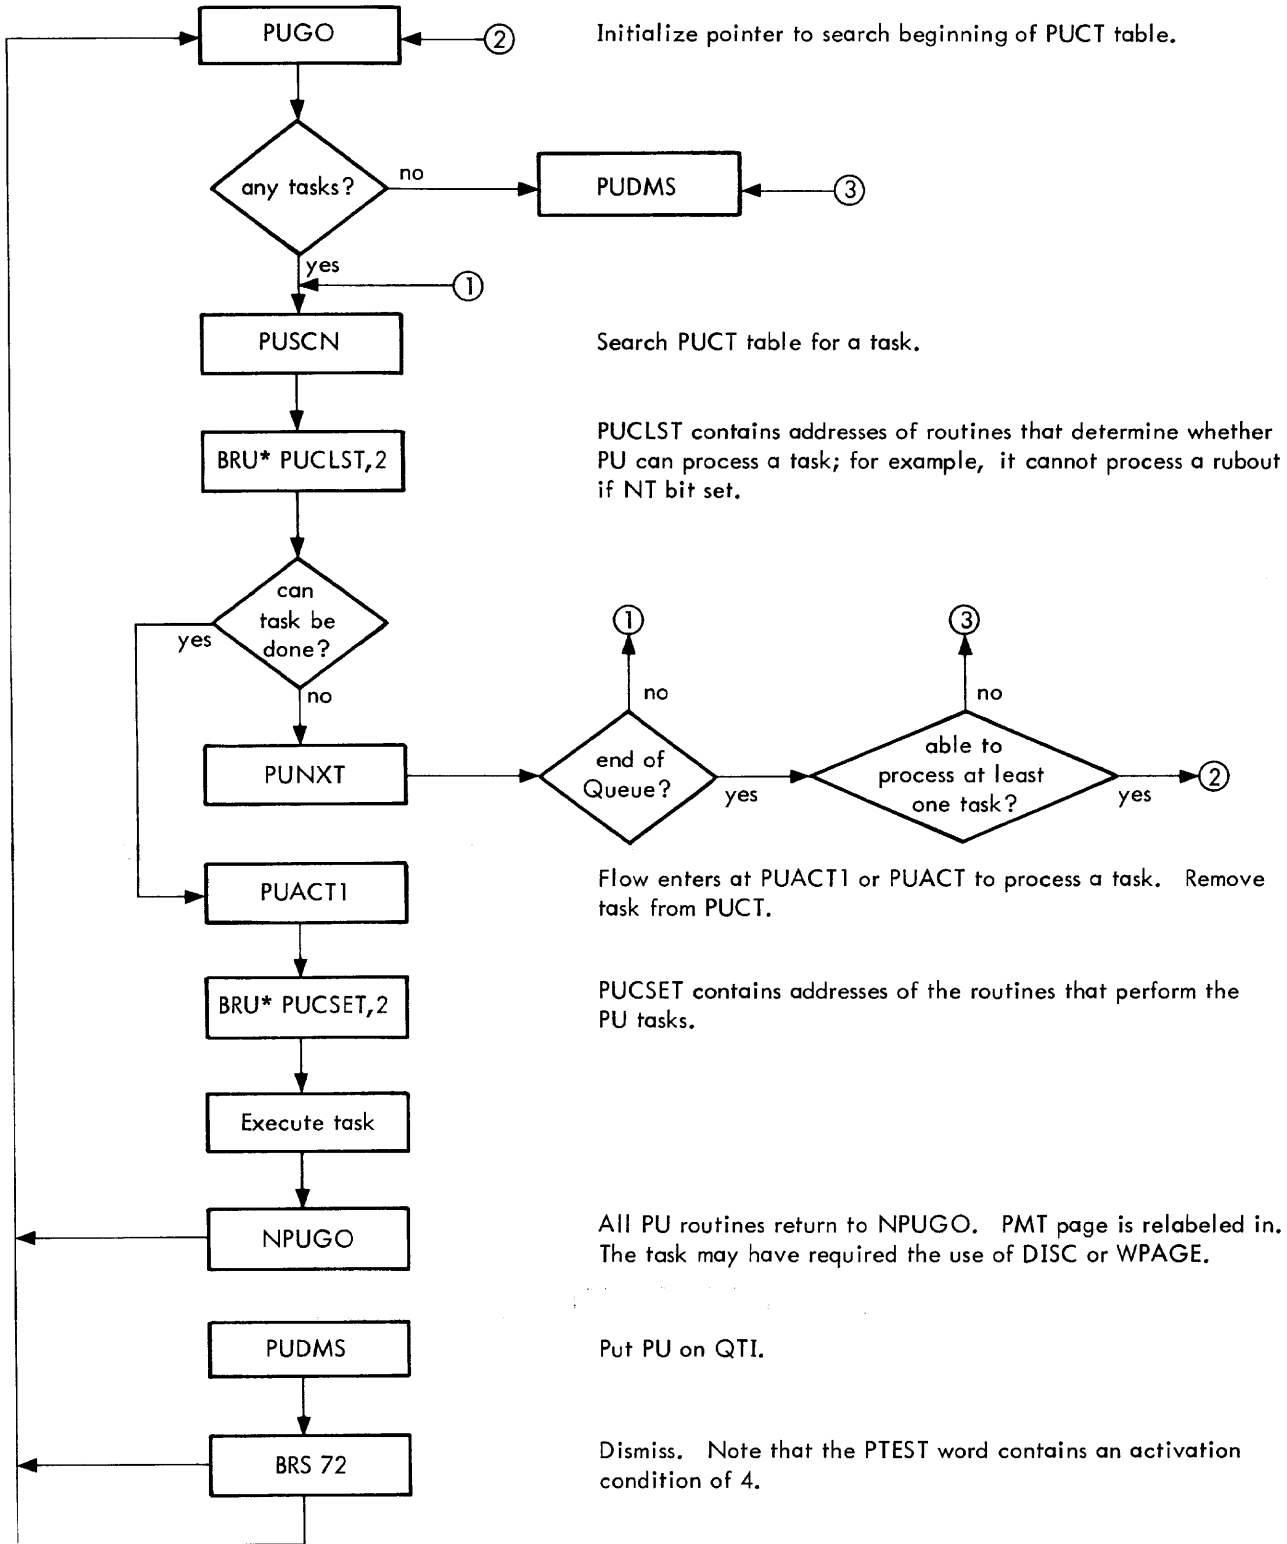 PUGO
②
Initialize pointer to search beginning of PUCT table.
any tasks?
no
PUDMS
③
yes
①
PUSCN
Search PUCT table for a task.
BRU* PUCLST,2
PUCLST contains addresses of routines that determine whether
PU can process a task; for example, it cannot process a rubout
if NT bit set.
can
task be
done?
yes
no
①
③
no
no
PUNXT
end of
Queue?
yes
able to
process at least
one task?
yes
②
PUACT1
Flow enters at PUACT1 or PUACT to process a task. Remove
task from PUCT.
BRU* PUCSET,2
PUCSET contains addresses of the routines that perform the
PU tasks.
Execute task
NPUGO
All PU routines return to NPUGO. PMT page is relabeled in.
The task may have required the use of DISC or WPAGE.
PUDMS
Put PU on QTI.
BRS 72
Dismiss. Note that the PTEST word contains an activation
condition of 4.